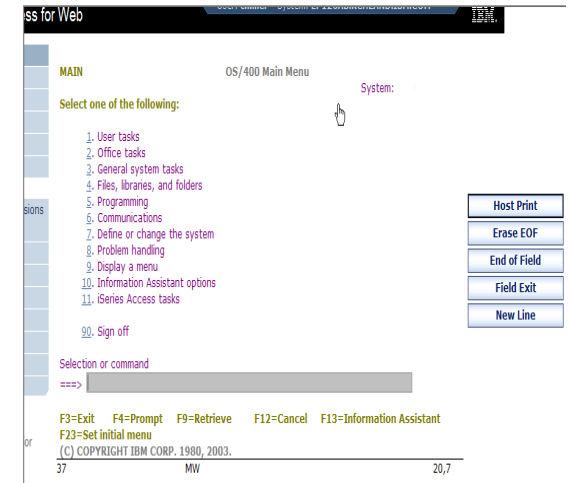 ss for Web
IBM.
MAIN OS/400 Main Menu
System:
Select one of the following:
1. User tasks
2. Office tasks
3. General system tasks
4. Files, libraries, and folders
5. Programming
6. Communications
7. Define or change the system
8. Problem handling
9. Display a menu
10. Information Assistant options
11. iSeries Access tasks
90. Sign off
Selection or command
===>
F3=Exit F4=Prompt F9=Retrieve F12=Cancel F13=Information Assistant
F23=Set initial menu
(C) COPYRIGHT IBM CORP. 1980, 2003.
37 MW 20,7
sions
or
Host Print
Erase EOF
End of Field
Field Exit
New Line